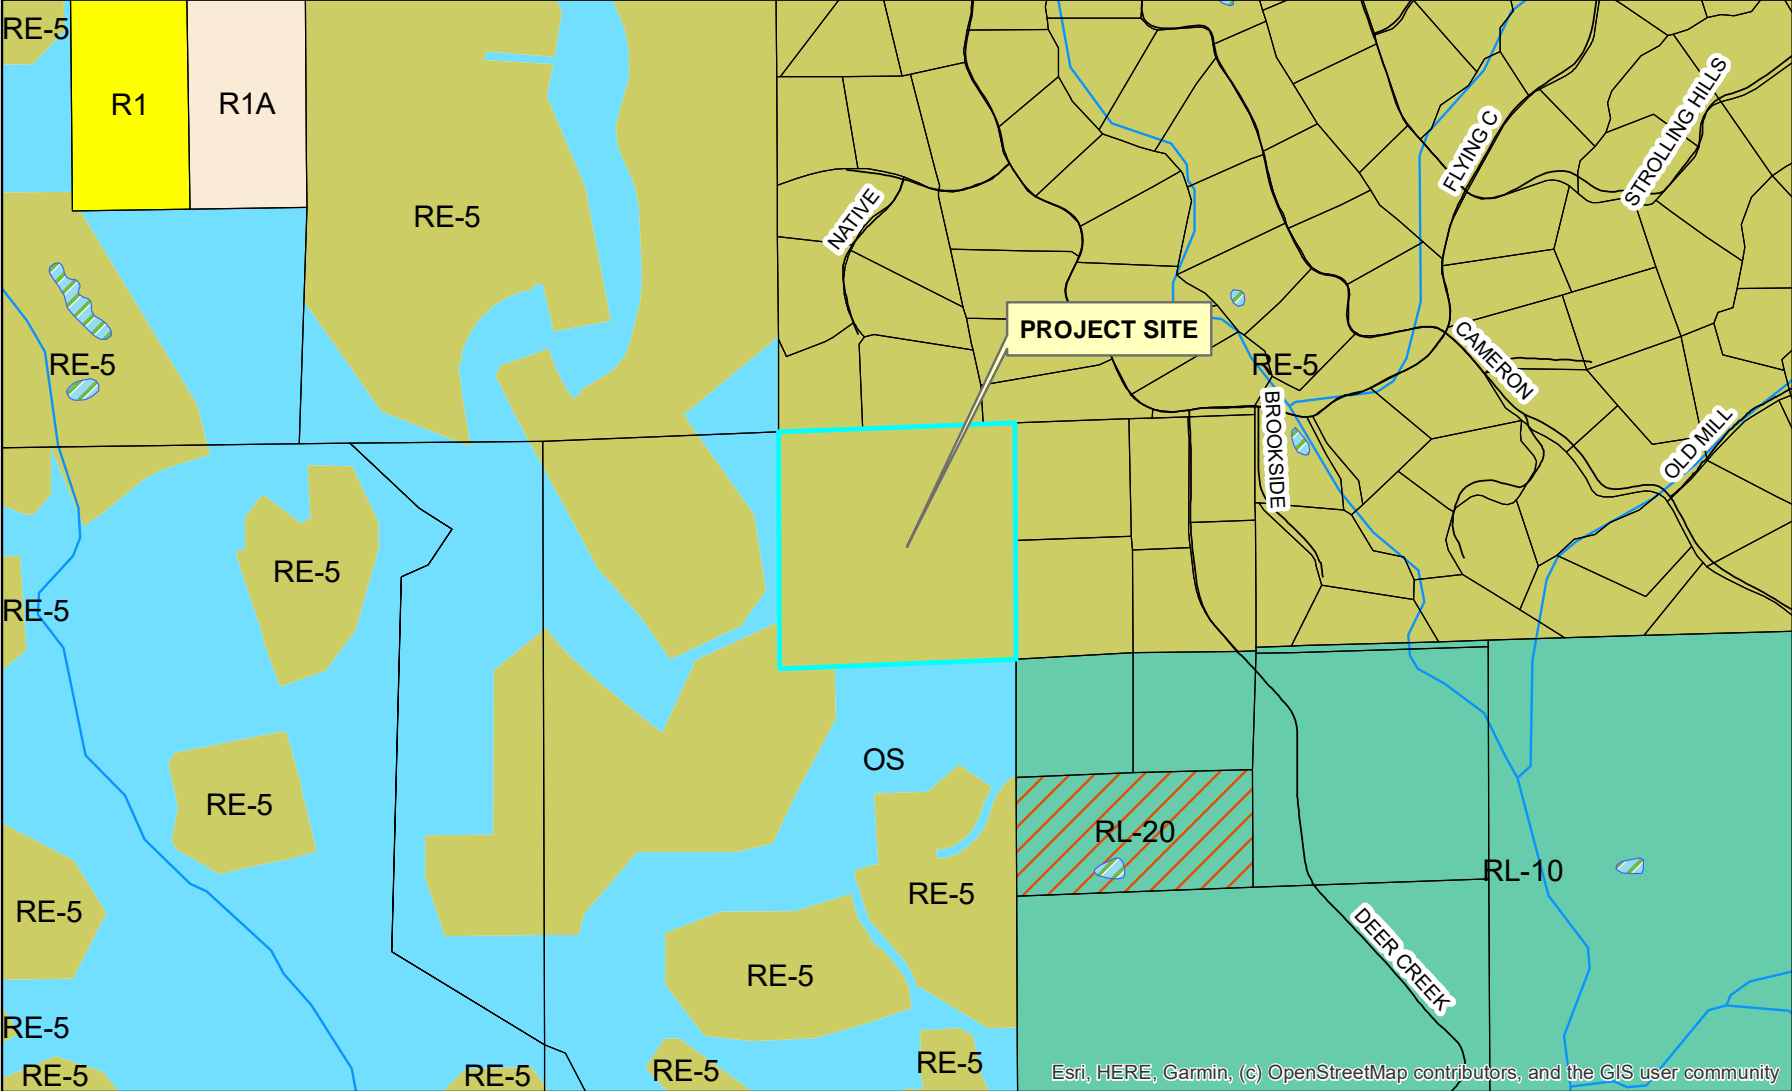 RE-5
R1
R1A
RE-5
NATIVE
FLYING C
STROLLING HILLS
PROJECT SITE
RE-5
RE-5
CAMERON
BROOKSIDE
OLD MILL
RE-5
RE-5
OS
RE-5
RL-20
RL-10
RE-5
RE-5
RE-5
DEER CREEK
RE-5
RE-5
RE-5
RE-5
RE-5
Esri, HERE, Garmin, (c) OpenStreetMap contributors, and the GIS user community